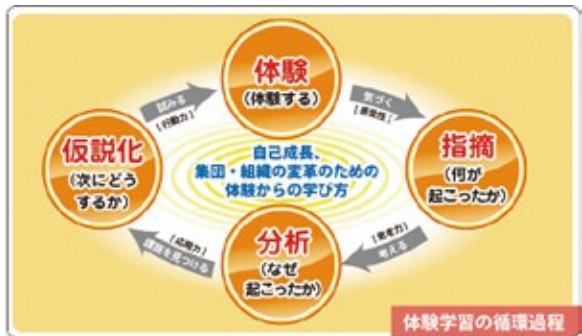 体験
(体験する)
試みる
[行動力]
気づく
[感受性]
仮説化
(次にどう
するか)
自己成長、
集団・組織の変革のための
体験からの学び方
指摘
(何が
起こったか)
[応用力]
課題を見つける
分析
(なぜ
起こったか)
[思考力]
考える
体験学習の循環過程